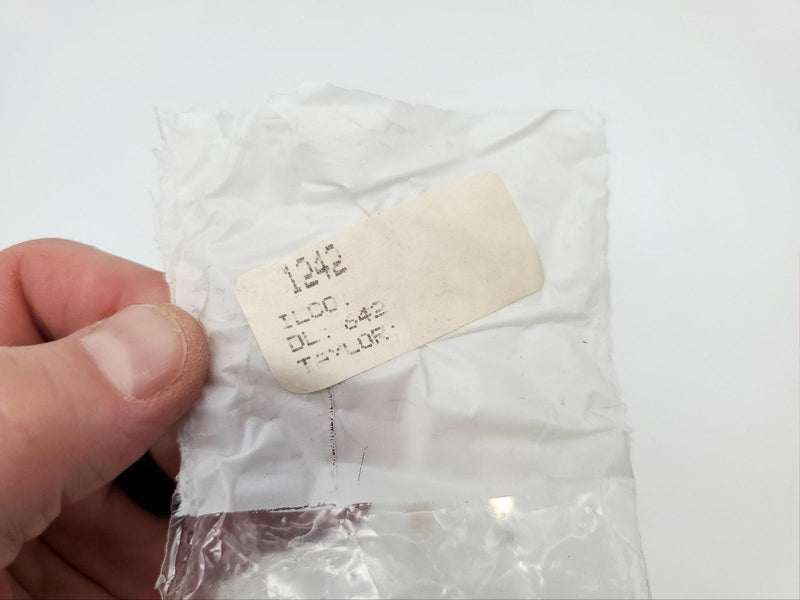 1242
ILCO.
DL: 642
TAYLOR.